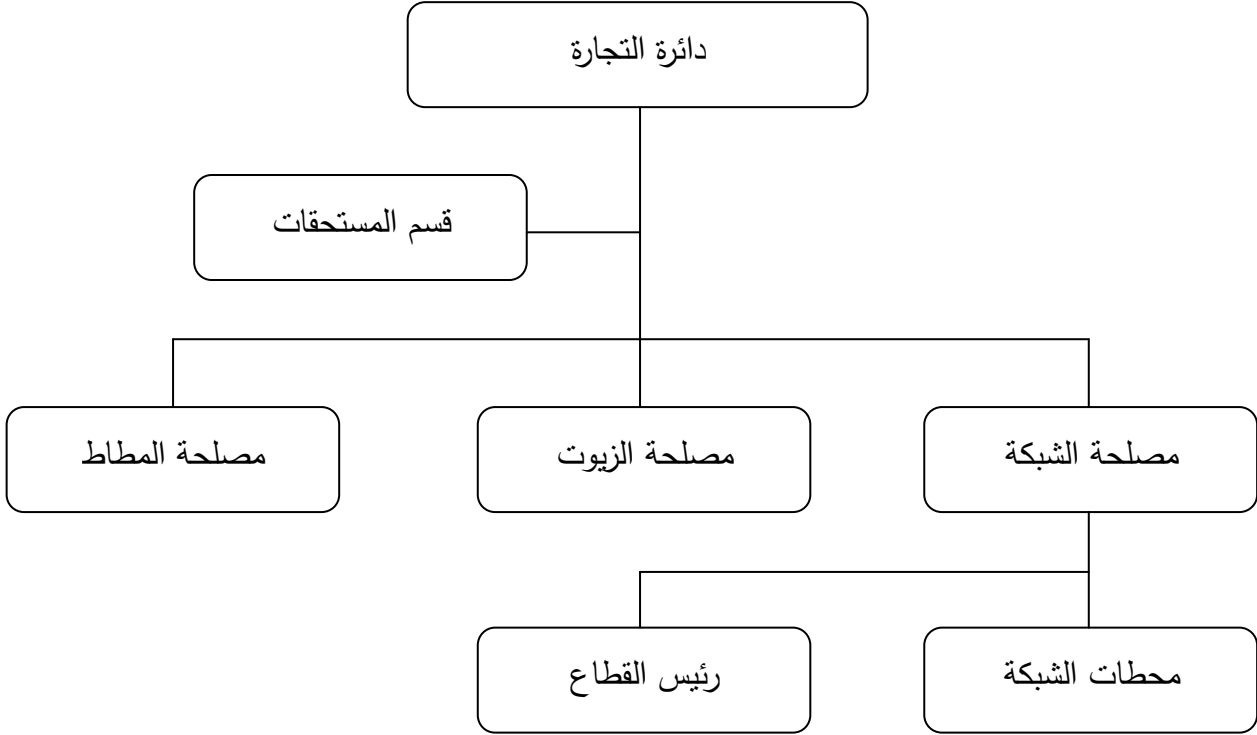 دائرة التجارة
قسم المستحقات
مصلحة الشبكة
مصلحة الزيوت
مصلحة المطاط
محطات الشبكة
رئيس القطاع